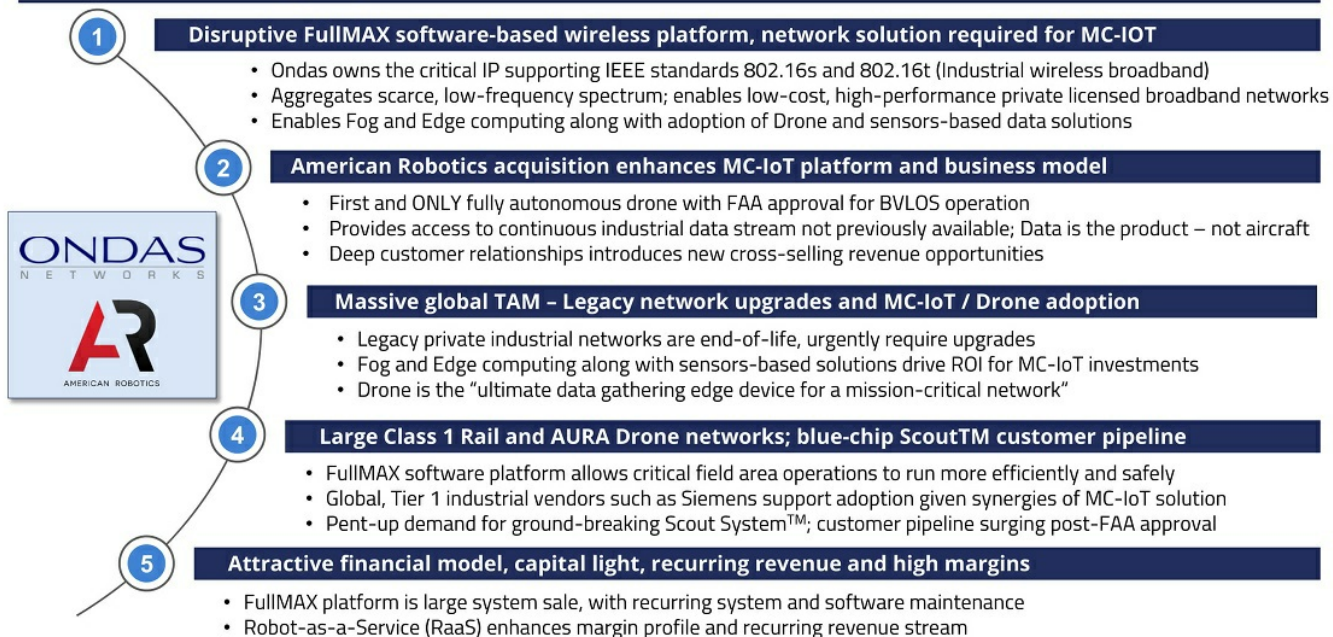 1
Disruptive FullMAX software-based wireless platform, network solution required for MC-IOT
• Ondas owns the critical IP supporting IEEE standards 802.16s and 802.16t (Industrial wireless broadband)
• Aggregates scarce, low-frequency spectrum; enables low-cost, high-performance private licensed broadband networks
• Enables Fog and Edge computing along with adoption of Drone and sensors-based data solutions
2
American Robotics acquisition enhances MC-IoT platform and business model
• First and ONLY fully autonomous drone with FAA approval for BVLOS operation
• Provides access to continuous industrial data stream not previously available; Data is the product – not aircraft
• Deep customer relationships introduces new cross-selling revenue opportunities
ONDAS
NETWORKS
AR
AMERICAN ROBOTICS
3
Massive global TAM – Legacy network upgrades and MC-IoT / Drone adoption
• Legacy private industrial networks are end-of-life, urgently require upgrades
• Fog and Edge computing along with sensors-based solutions drive ROI for MC-IoT investments
• Drone is the “ultimate data gathering edge device for a mission-critical network”
4
Large Class 1 Rail and AURA Drone networks; blue-chip ScoutTM customer pipeline
• FullMAX software platform allows critical field area operations to run more efficiently and safely
• Global, Tier 1 industrial vendors such as Siemens support adoption given synergies of MC-IoT solution
• Pent-up demand for ground-breaking Scout System™; customer pipeline surging post-FAA approval
5
Attractive financial model, capital light, recurring revenue and high margins
• FullMAX platform is large system sale, with recurring system and software maintenance
• Robot-as-a-Service (RaaS) enhances margin profile and recurring revenue stream